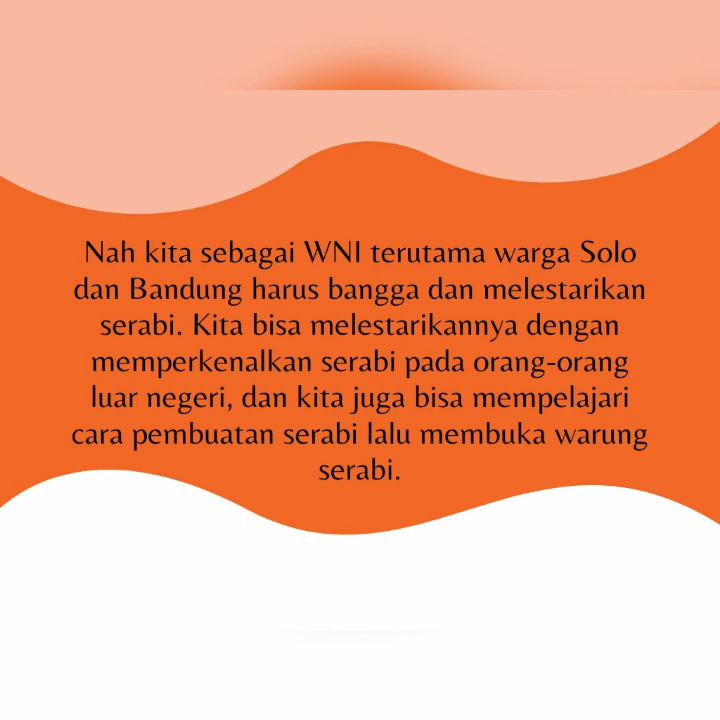 Nah kita sebagai WNI terutama warga Solo
dan Bandung harus bangga dan melestarikan
serabi. Kita bisa melestarikannya dengan
memperkenalkan serabi pada orang-orang
luar negeri, dan kita juga bisa mempelajari
cara pembuatan serabi lalu membuka warung
serabi.